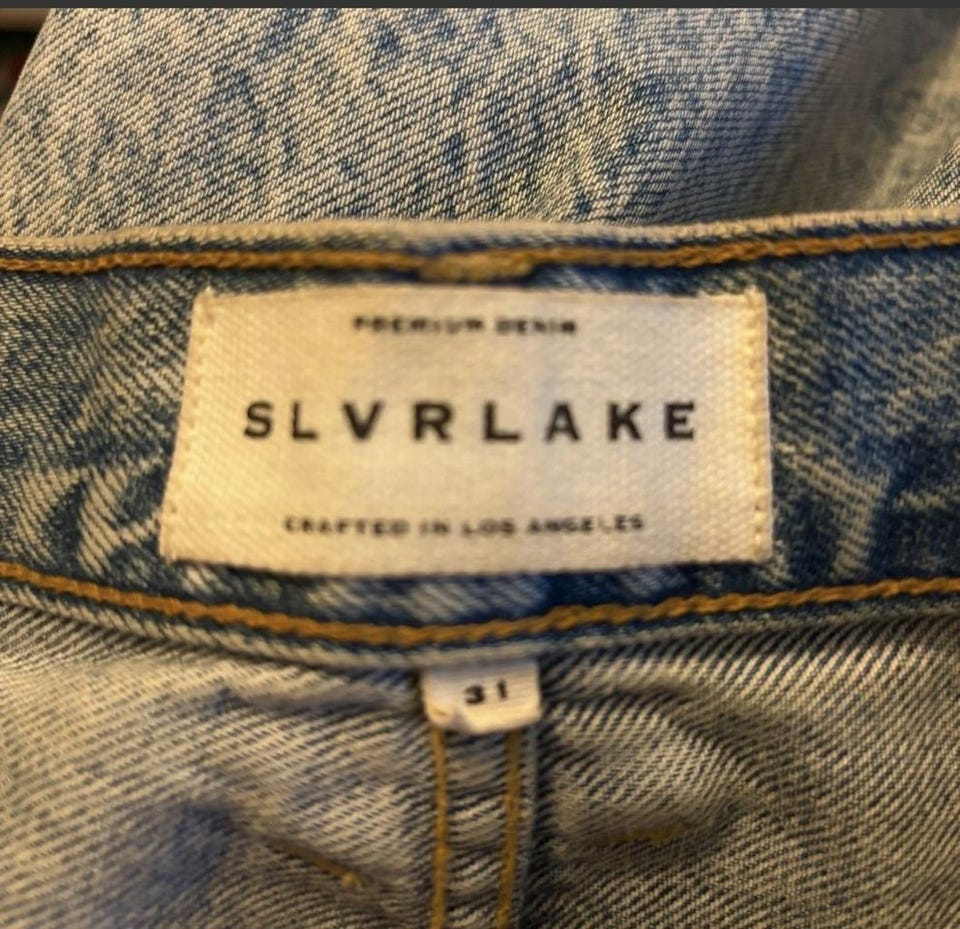 PREMIUM DENIM
SLVRLAKE
CRAFTED IN LOS ANGELES
31